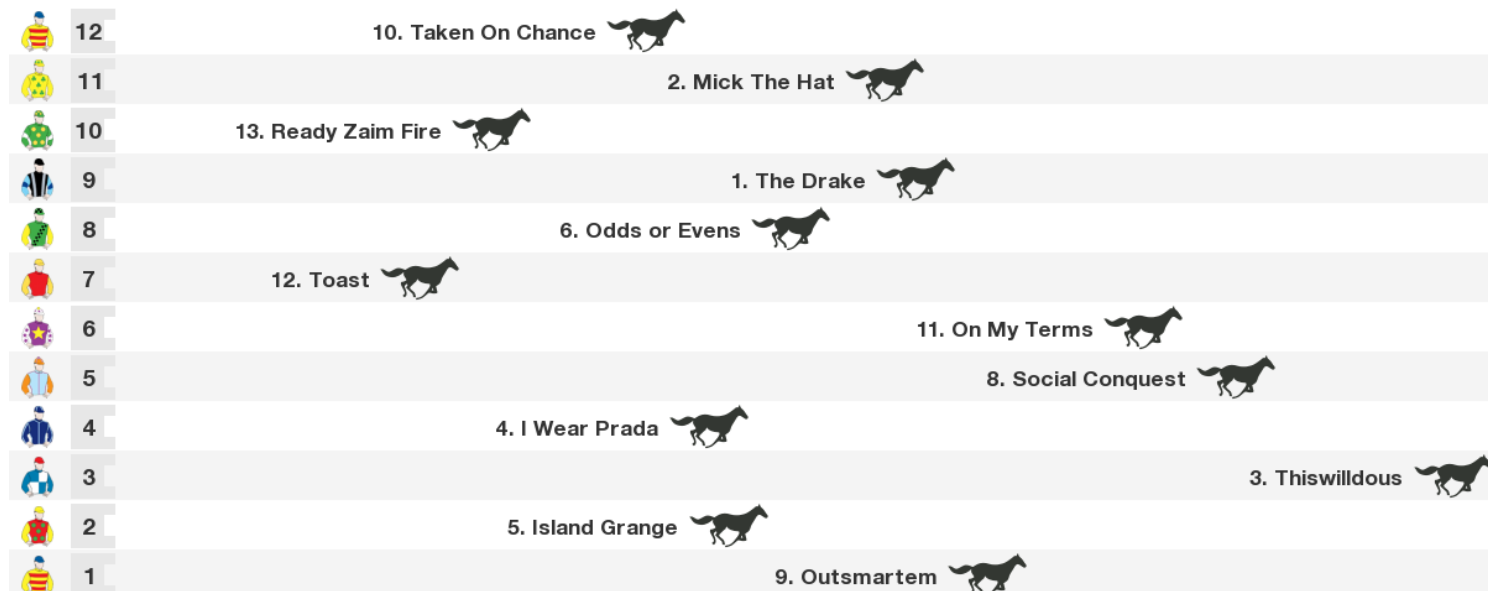 12 10. Taken On Chance
11 2. Mick The Hat
10 13. Ready Zaim Fire
9 1. The Drake
8 6. Odds or Evens
7 12. Toast
6 11. On My Terms
5 8. Social Conquest
4 4. I Wear Prada
3 3. Thiswilldous
2 5. Island Grange
1 9. Outsmartem